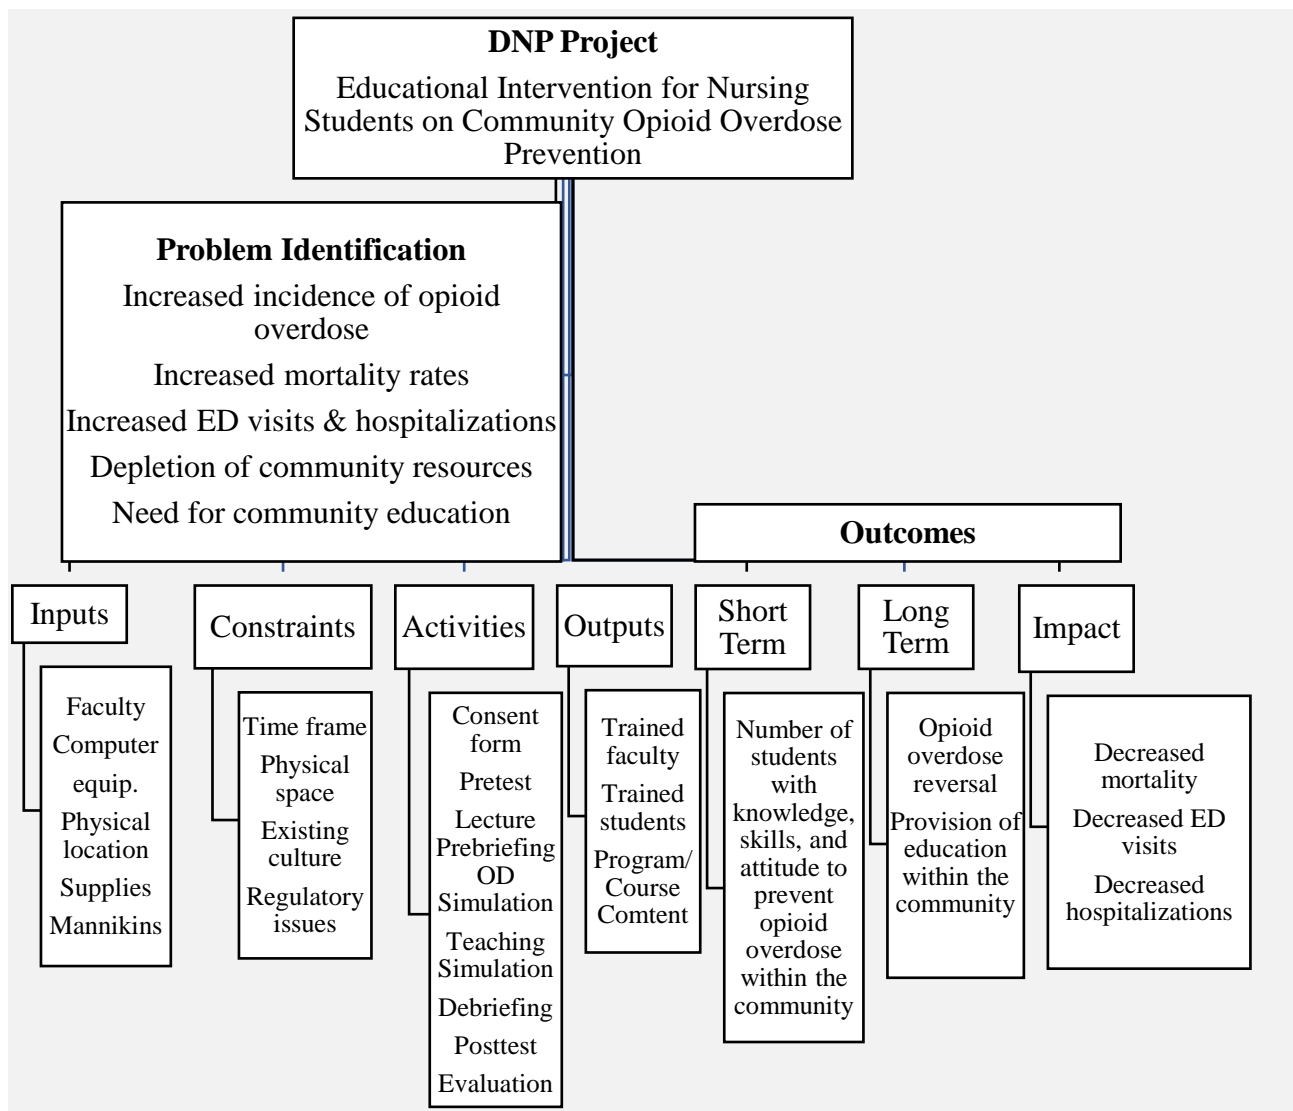 DNP Project
Educational Intervention for Nursing
Students on Community Opioid Overdose
Prevention
Problem Identification
Increased incidence of opioid
overdose
Increased mortality rates
Increased ED visits & hospitalizations
Depletion of community resources
Need for community education
Outcomes
Inputs
Faculty
Computer
equip.
Physical
location
Supplies
Mannikins
Constraints
Time frame
Physical
space
Existing
culture
Regulatory
issues
Activities
Consent
form
Pretest
Lecture
Prebriefing
OD
Simulation
Teaching
Simulation
Debriefing
Posttest
Evaluation
Outputs
Trained
faculty
Trained
students
Program/
Course
Comtent
Short
Term
Number of
students
with
knowledge,
skills, and
attitude to
prevent
opioid
overdose
within the
community
Long
Term
Opioid
overdose
reversal
Provision of
education
within the
community
Impact
Decreased
mortality
Decreased ED
visits
Decreased
hospitalizations